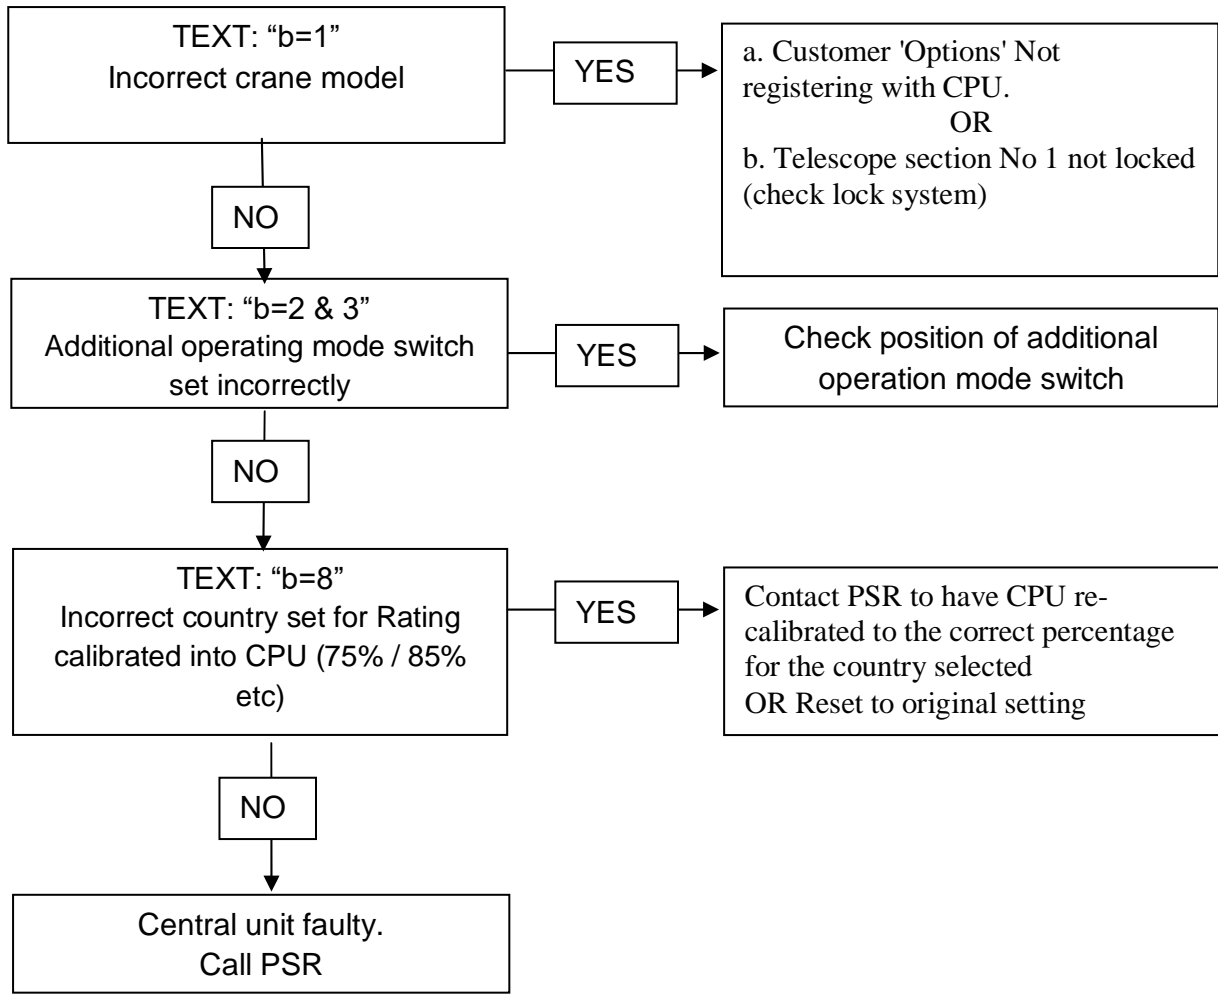 TEXT: “b=1”
Incorrect crane model
YES
a. Customer 'Options' Not
registering with CPU.
OR
b. Telescope section No 1 not locked
(check lock system)
NO
TEXT: “b=2 & 3”
Additional operating mode switch
set incorrectly
YES
Check position of additional
operation mode switch
NO
TEXT: “b=8”
Incorrect country set for Rating
calibrated into CPU (75% / 85%
etc)
YES
Contact PSR to have CPU re-
calibrated to the correct percentage
for the country selected
OR Reset to original setting
NO
Central unit faulty.
Call PSR